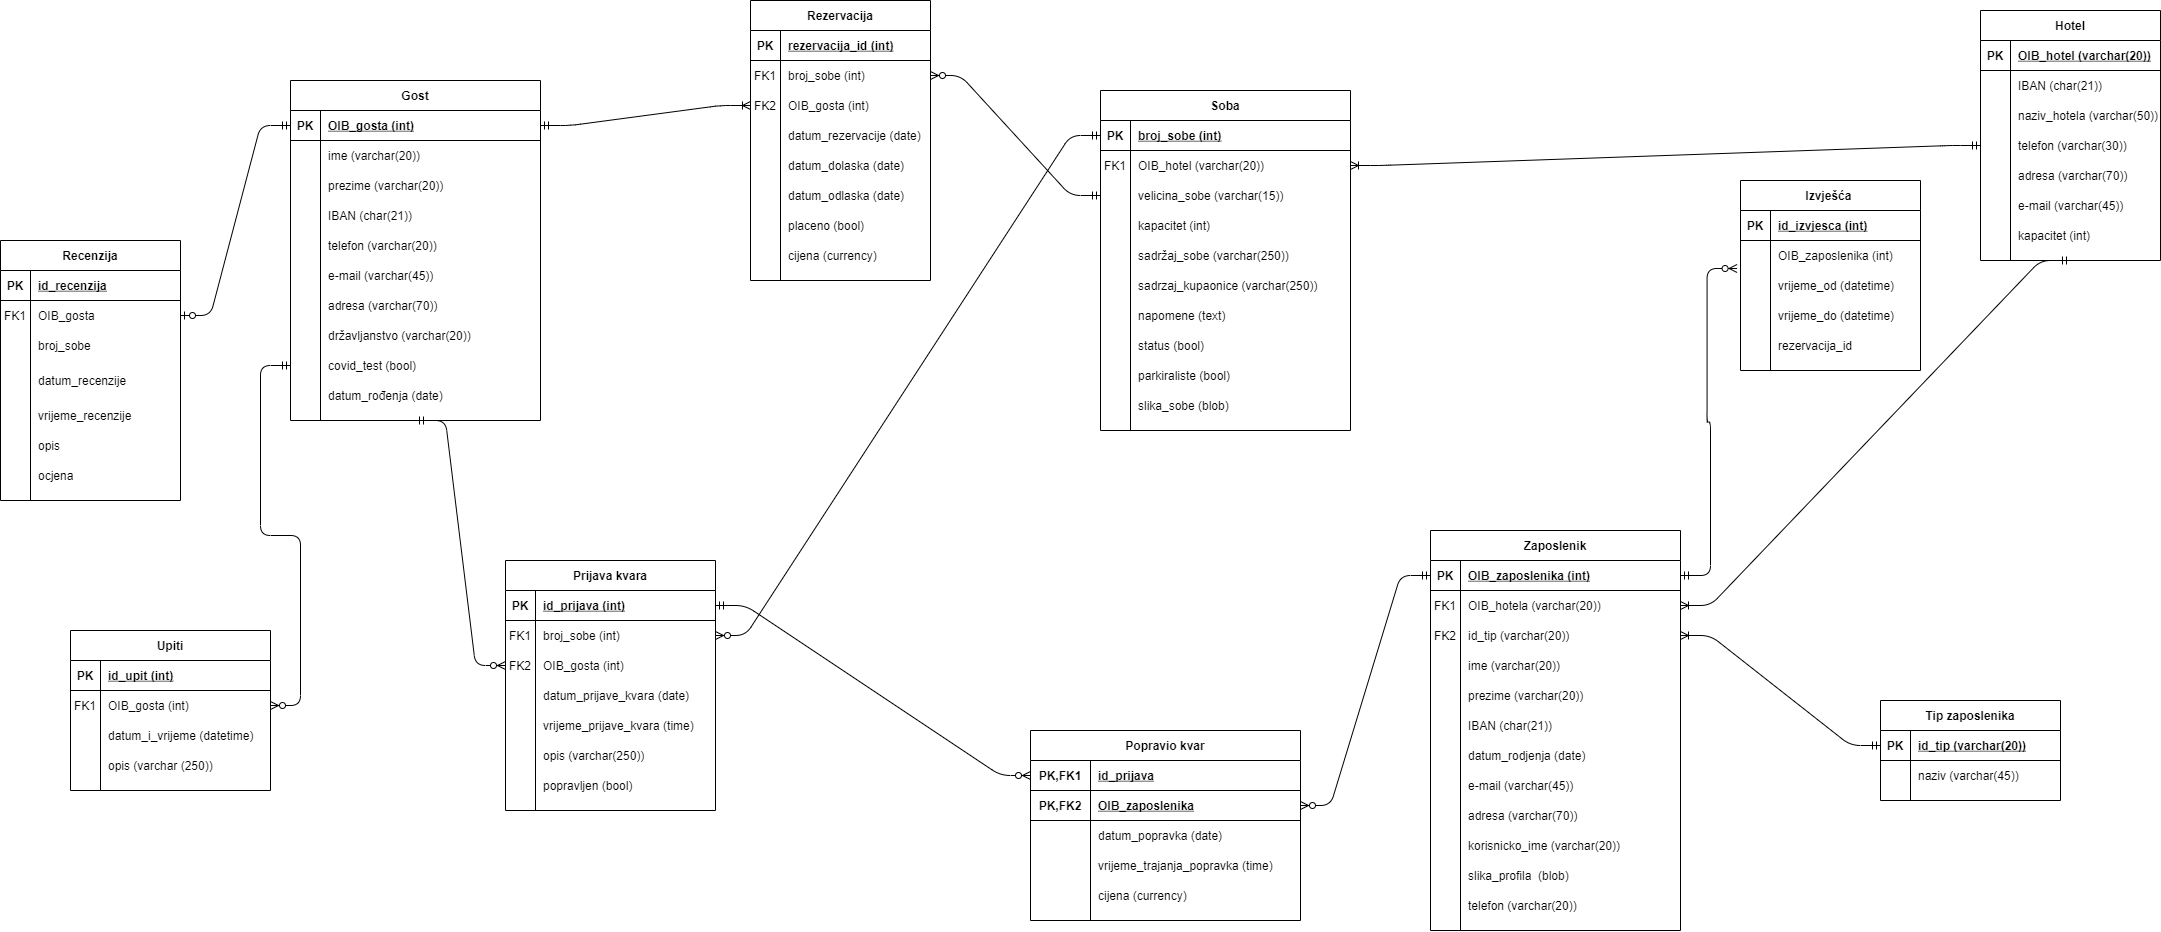 Rezervacija
PK rezervacija_id (int)
FK1 broj_sobe (int)
FK2 OIB_gosta (int)
datum_rezervacije (date)
datum_dolaska (date)
datum_odlaska (date)
placeno (bool)
cijena (currency)
Hotel
PK OIB_hotel (varchar(20))
IBAN (char(21))
naziv_hotela (varchar(50))
telefon (varchar(30))
adresa (varchar(70))
e-mail (varchar(45))
kapacitet (int)
Gost
PK OIB_gosta (int)
ime (varchar(20))
prezime (varchar(20))
IBAN (char(21))
telefon (varchar(20))
e-mail (varchar(45))
adresa (varchar(70))
državljanstvo (varchar(20))
covid_test (bool)
datum_rođenja (date)
Soba
PK broj_sobe (int)
FK1 OIB_hotel (varchar(20))
velicina_sobe (varchar(15))
kapacitet (int)
sadržaj_sobe (varchar(250))
sadrzaj_kupaonice (varchar(250))
napomene (text)
status (bool)
parkiraliste (bool)
slika_sobe (blob)
Izvješća
PK id_izvjesca (int)
OIB_zaposlenika (int)
vrijeme_od (datetime)
vrijeme_do (datetime)
rezervacija_id
Recenzija
PK id_recenzija
FK1 OIB_gosta
broj_sobe
datum_recenzije
vrijeme_recenzije
opis
ocjena
Zaposlenik
PK OIB_zaposlenika (int)
FK1 OIB_hotela (varchar(20))
FK2 id_tip (varchar(20))
ime (varchar(20))
prezime (varchar(20))
IBAN (char(21))
datum_rodjenja (date)
e-mail (varchar(45))
adresa (varchar(70))
korisnicko_ime (varchar(20))
slika_profila (blob)
telefon (varchar(20))
Prijava kvara
PK id_prijava (int)
FK1 broj_sobe (int)
FK2 OIB_gosta (int)
datum_prijave_kvara (date)
vrijeme_prijave_kvara (time)
opis (varchar(250))
popravljen (bool)
Upiti
PK id_upit (int)
FK1 OIB_gosta (int)
datum_i_vrijeme (datetime)
opis (varchar (250))
Tip zaposlenika
PK id_tip (varchar(20))
naziv (varchar(45))
Popravio kvar
PK,FK1 id_prijava
PK,FK2 OIB_zaposlenika
datum_popravka (date)
vrijeme_trajanja_popravka (time)
cijena (currency)